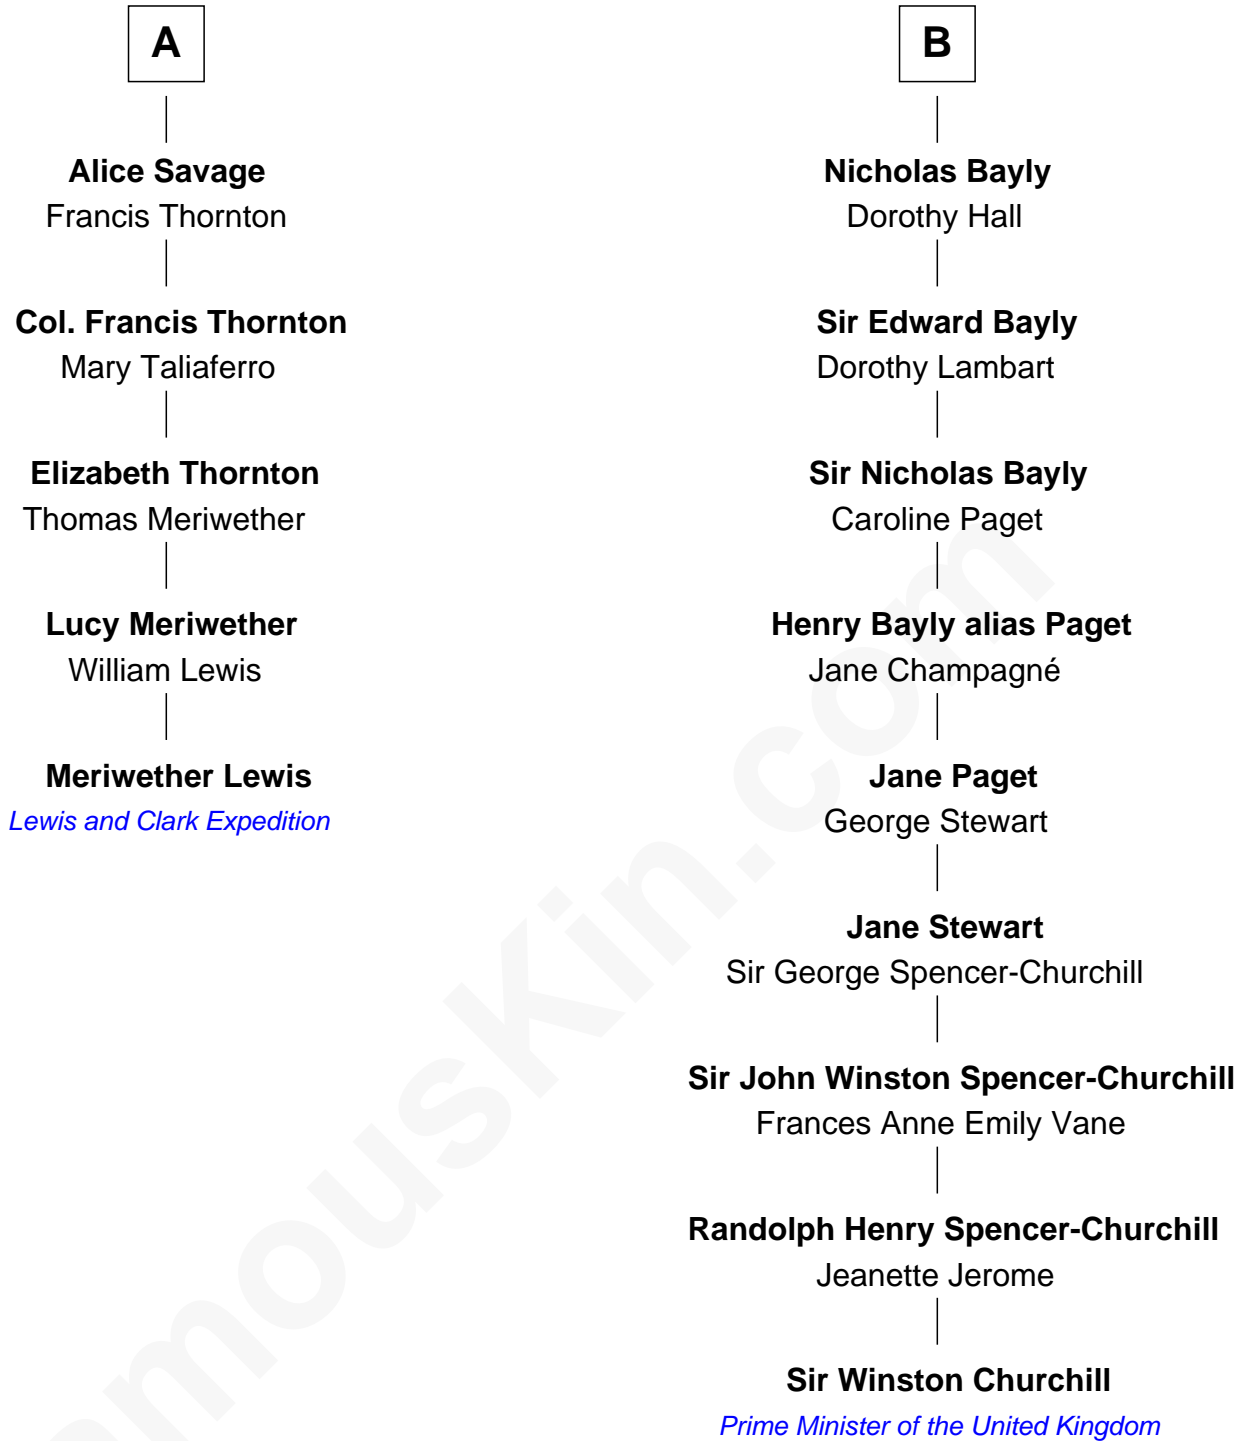 A
Alice Savage
Francis Thornton
Col. Francis Thornton
Mary Taliaferro
Elizabeth Thornton
Thomas Meriwether
Lucy Meriwether
William Lewis
Meriwether Lewis
Lewis and Clark Expedition
B
Nicholas Bayly
Dorothy Hall
Sir Edward Bayly
Dorothy Lambart
Sir Nicholas Bayly
Caroline Paget
Henry Bayly alias Paget
Jane Champagné
Jane Paget
George Stewart
Jane Stewart
Sir George Spencer-Churchill
Sir John Winston Spencer-Churchill
Frances Anne Emily Vane
Randolph Henry Spencer-Churchill
Jeanette Jerome
Sir Winston Churchill
Prime Minister of the United Kingdom
amousKin.com